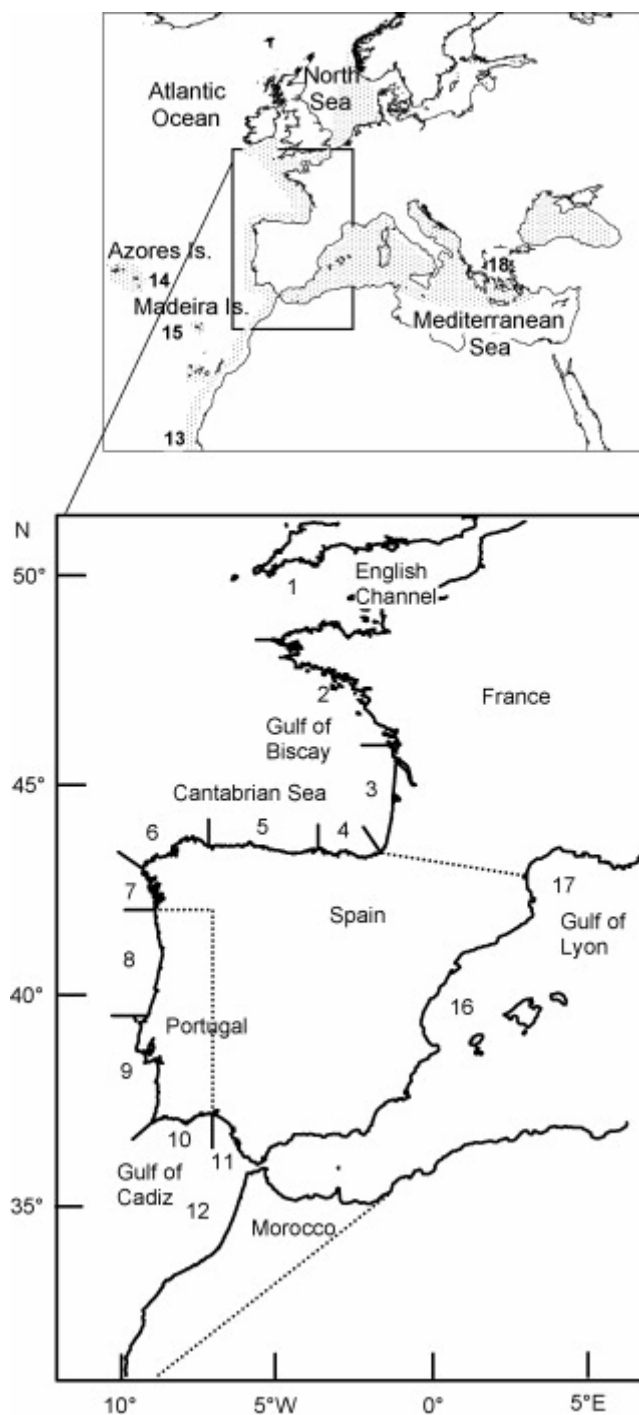 North
Sea
Atlantic
Ocean
Azores Is.
14
18
Madeira Is.
15
Mediterranean
Sea
13
N
50°
1
English
Channel
2
France
Gulf of
Biscay
45°
3
Cantabrian Sea
6
5
4
7
17
Spain
Gulf of
Lyon
8
40°
16
Portugal
9
10
11
Gulf of
Cadiz
12
35°
Morocco
10°
5°W
0°
5°E